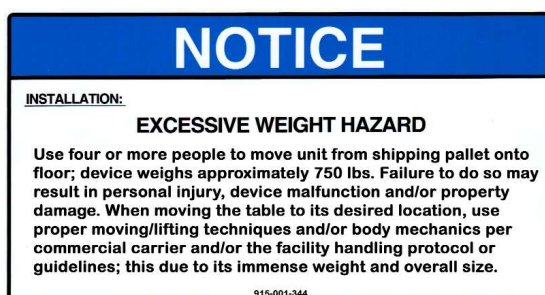 NOTICE
INSTALLATION:
EXCESSIVE WEIGHT HAZARD
Use four or more people to move unit from shipping pallet onto
floor; device weighs approximately 750 lbs. Failure to do so may
result in personal injury, device malfunction and/or property
damage. When moving the table to its desired location, use
proper moving/lifting techniques and/or body mechanics per
commercial carrier and/or the facility handling protocol or
guidelines; this due to its immense weight and overall size.
915-001-344